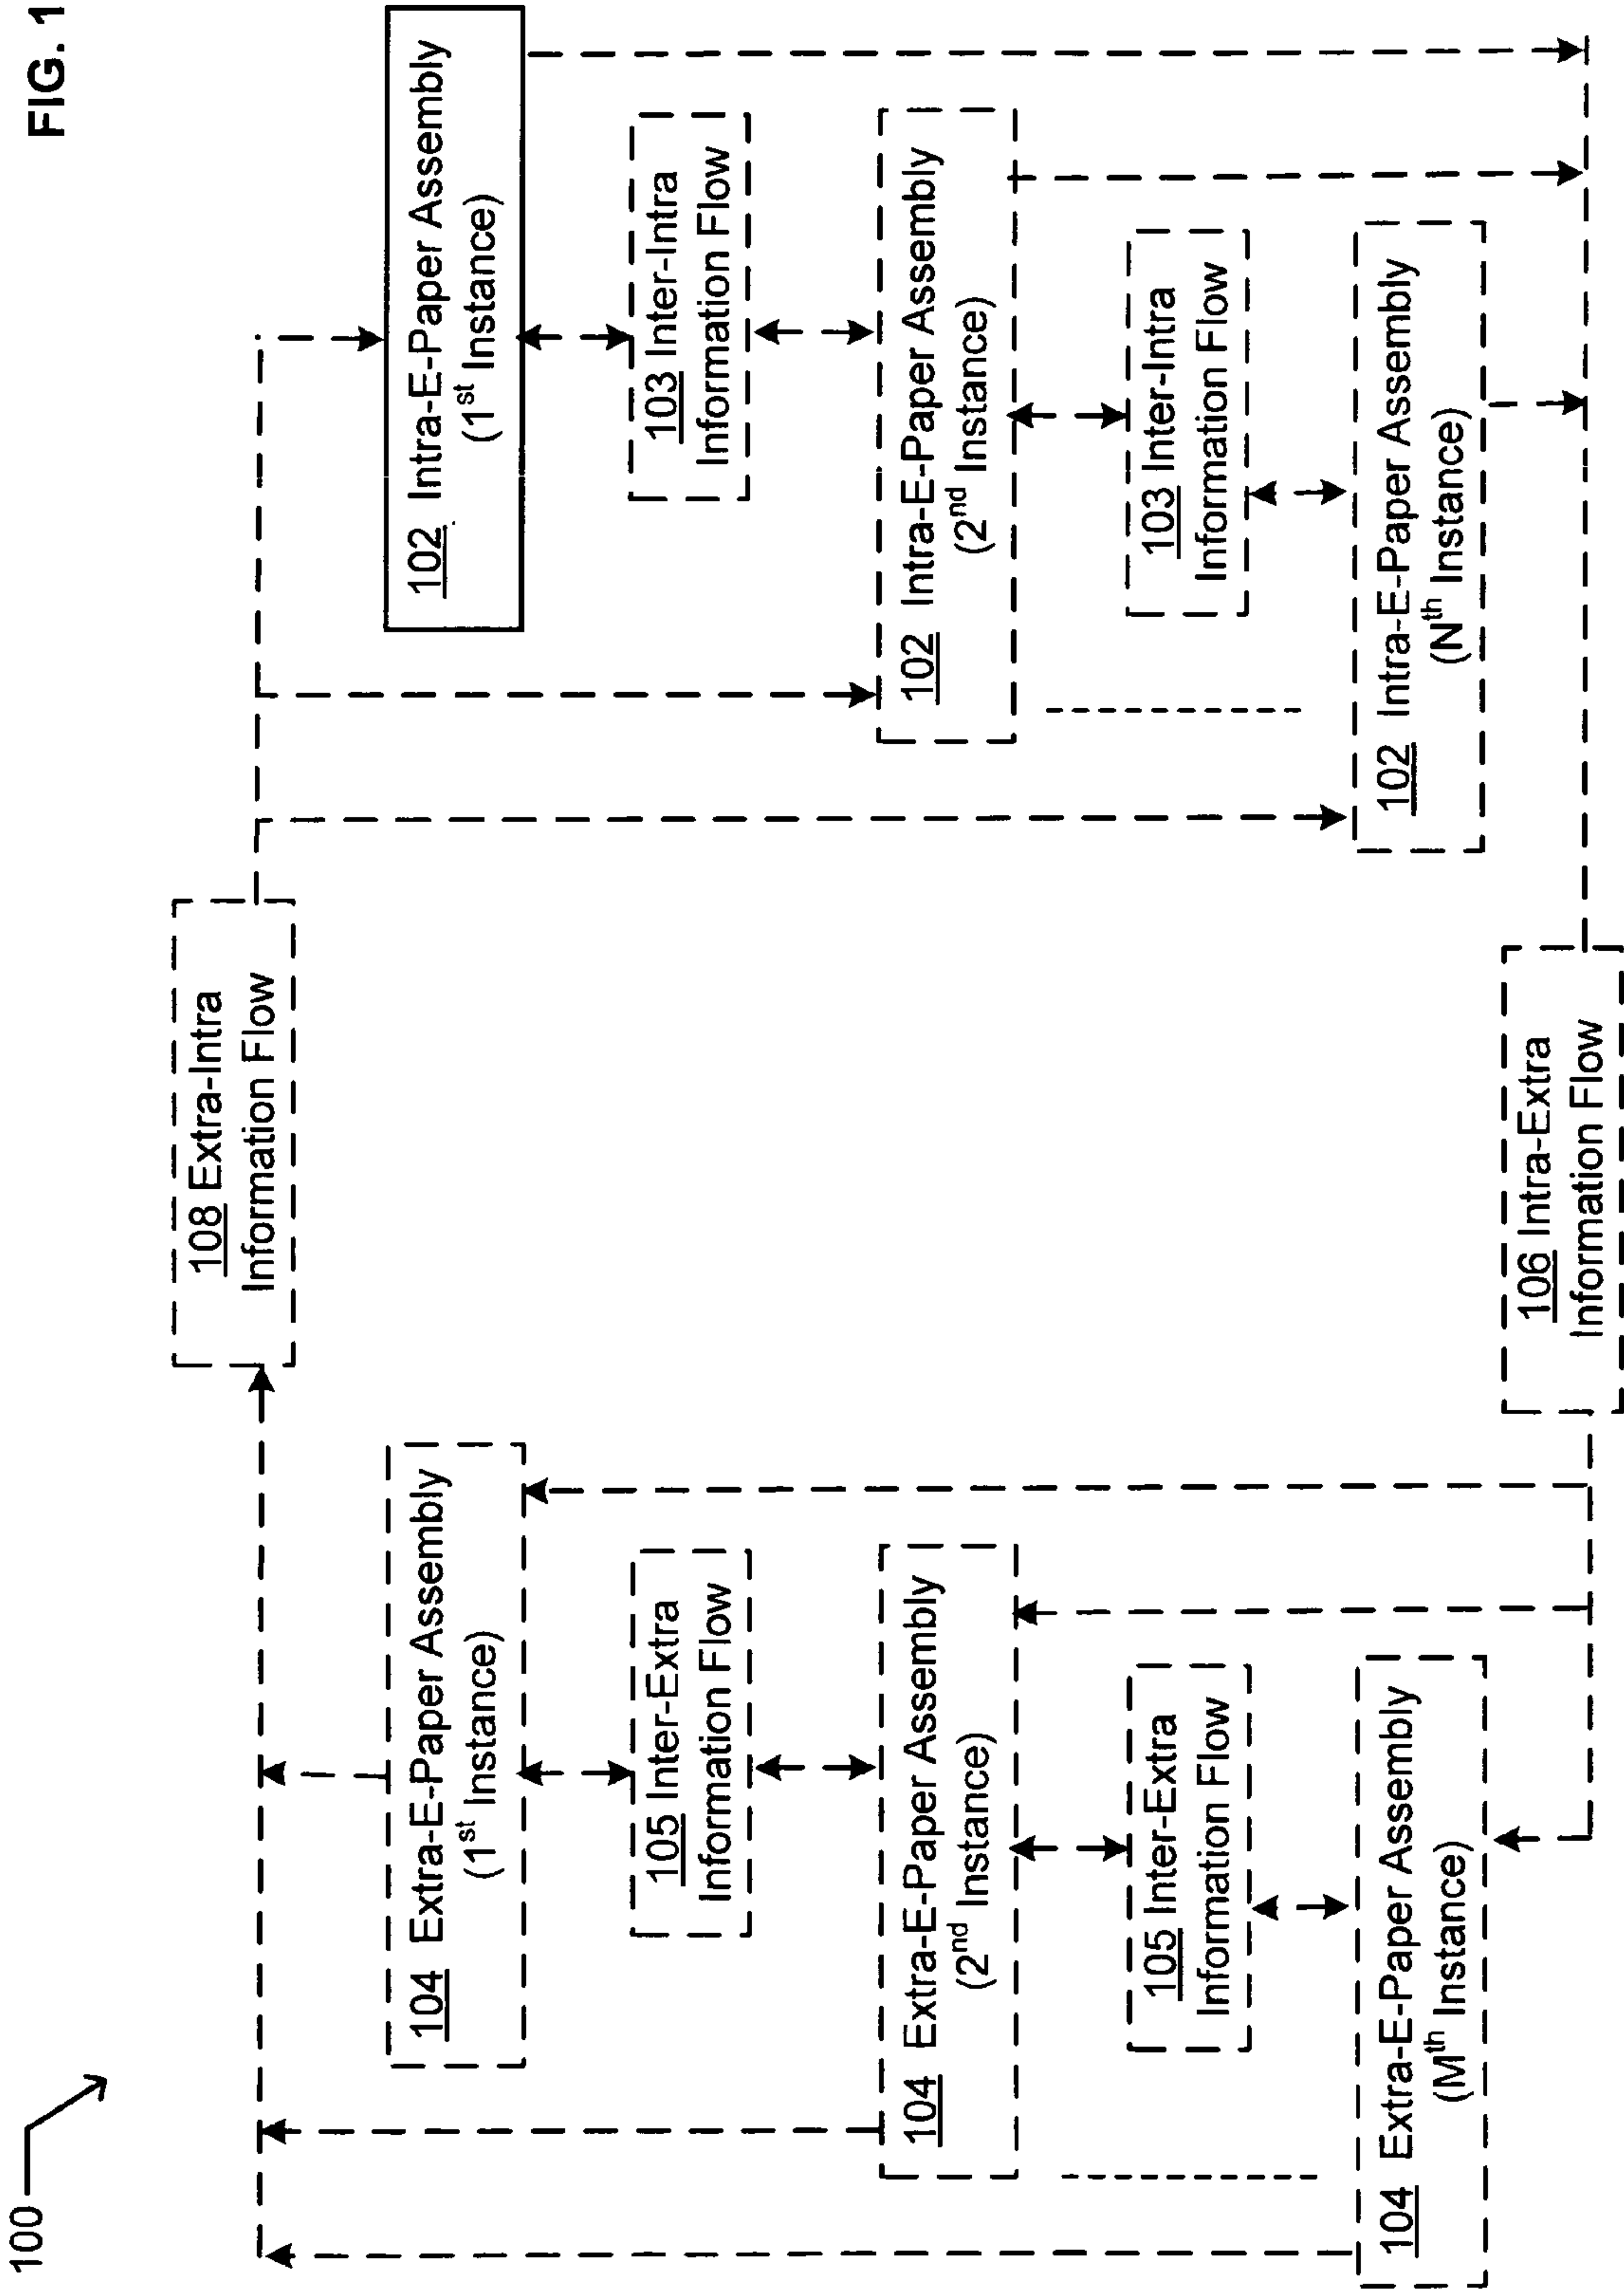 FIG. 1
100
108 Extra-Intra
Information Flow
104 Extra-E-Paper Assembly
(1st Instance)
102 Intra-E-Paper Assembly
(1st Instance)
105 Inter-Extra
Information Flow
103 Inter-Intra
Information Flow
104 Extra-E-Paper Assembly
(2nd Instance)
102 Intra-E-Paper Assembly
(2nd Instance)
105 Inter-Extra
Information Flow
103 Inter-Intra
Information Flow
104 Extra-E-Paper Assembly
(Mth Instance)
102 Intra-E-Paper Assembly
(Nth Instance)
106 Intra-Extra
Information Flow